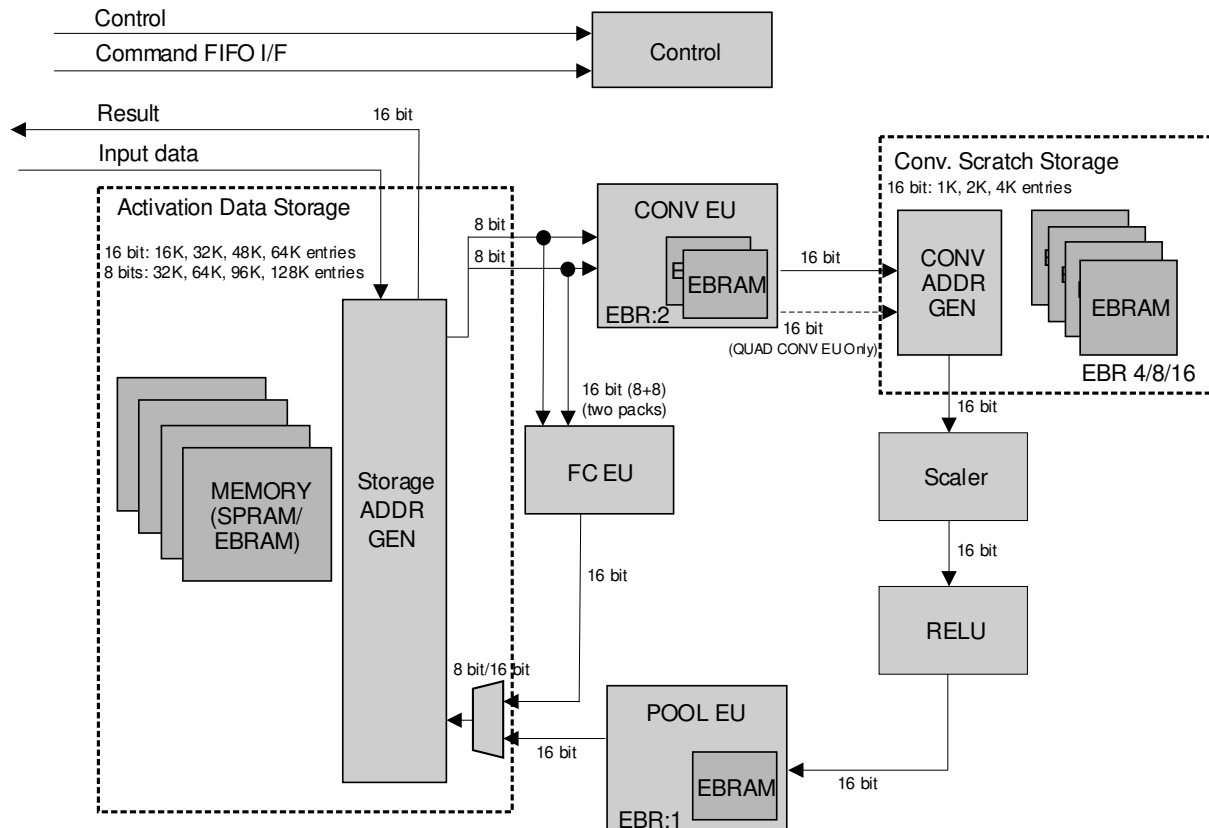 Control
Command FIFO I/F
Control
Result
16 bit
Input data
Activation Data Storage
16 bit: 16K, 32K, 48K, 64K entries
8 bits: 32K, 64K, 96K, 128K entries
MEMORY
(SPRAM/
EBRAM)
Storage
ADDR
GEN
8 bit
8 bit
CONV EU
EBRAM
EBR:2
16 bit
16 bit
(QUAD CONV EU Only)
Conv. Scratch Storage
16 bit: 1K, 2K, 4K entries
CONV
ADDR
GEN
EBRAM
EBR 4/8/16
16 bit (8+8)
(two packs)
FC EU
16 bit
16 bit
Scaler
16 bit
RELU
16 bit
POOL EU
EBRAM
EBR:1
16 bit
8 bit/16 bit